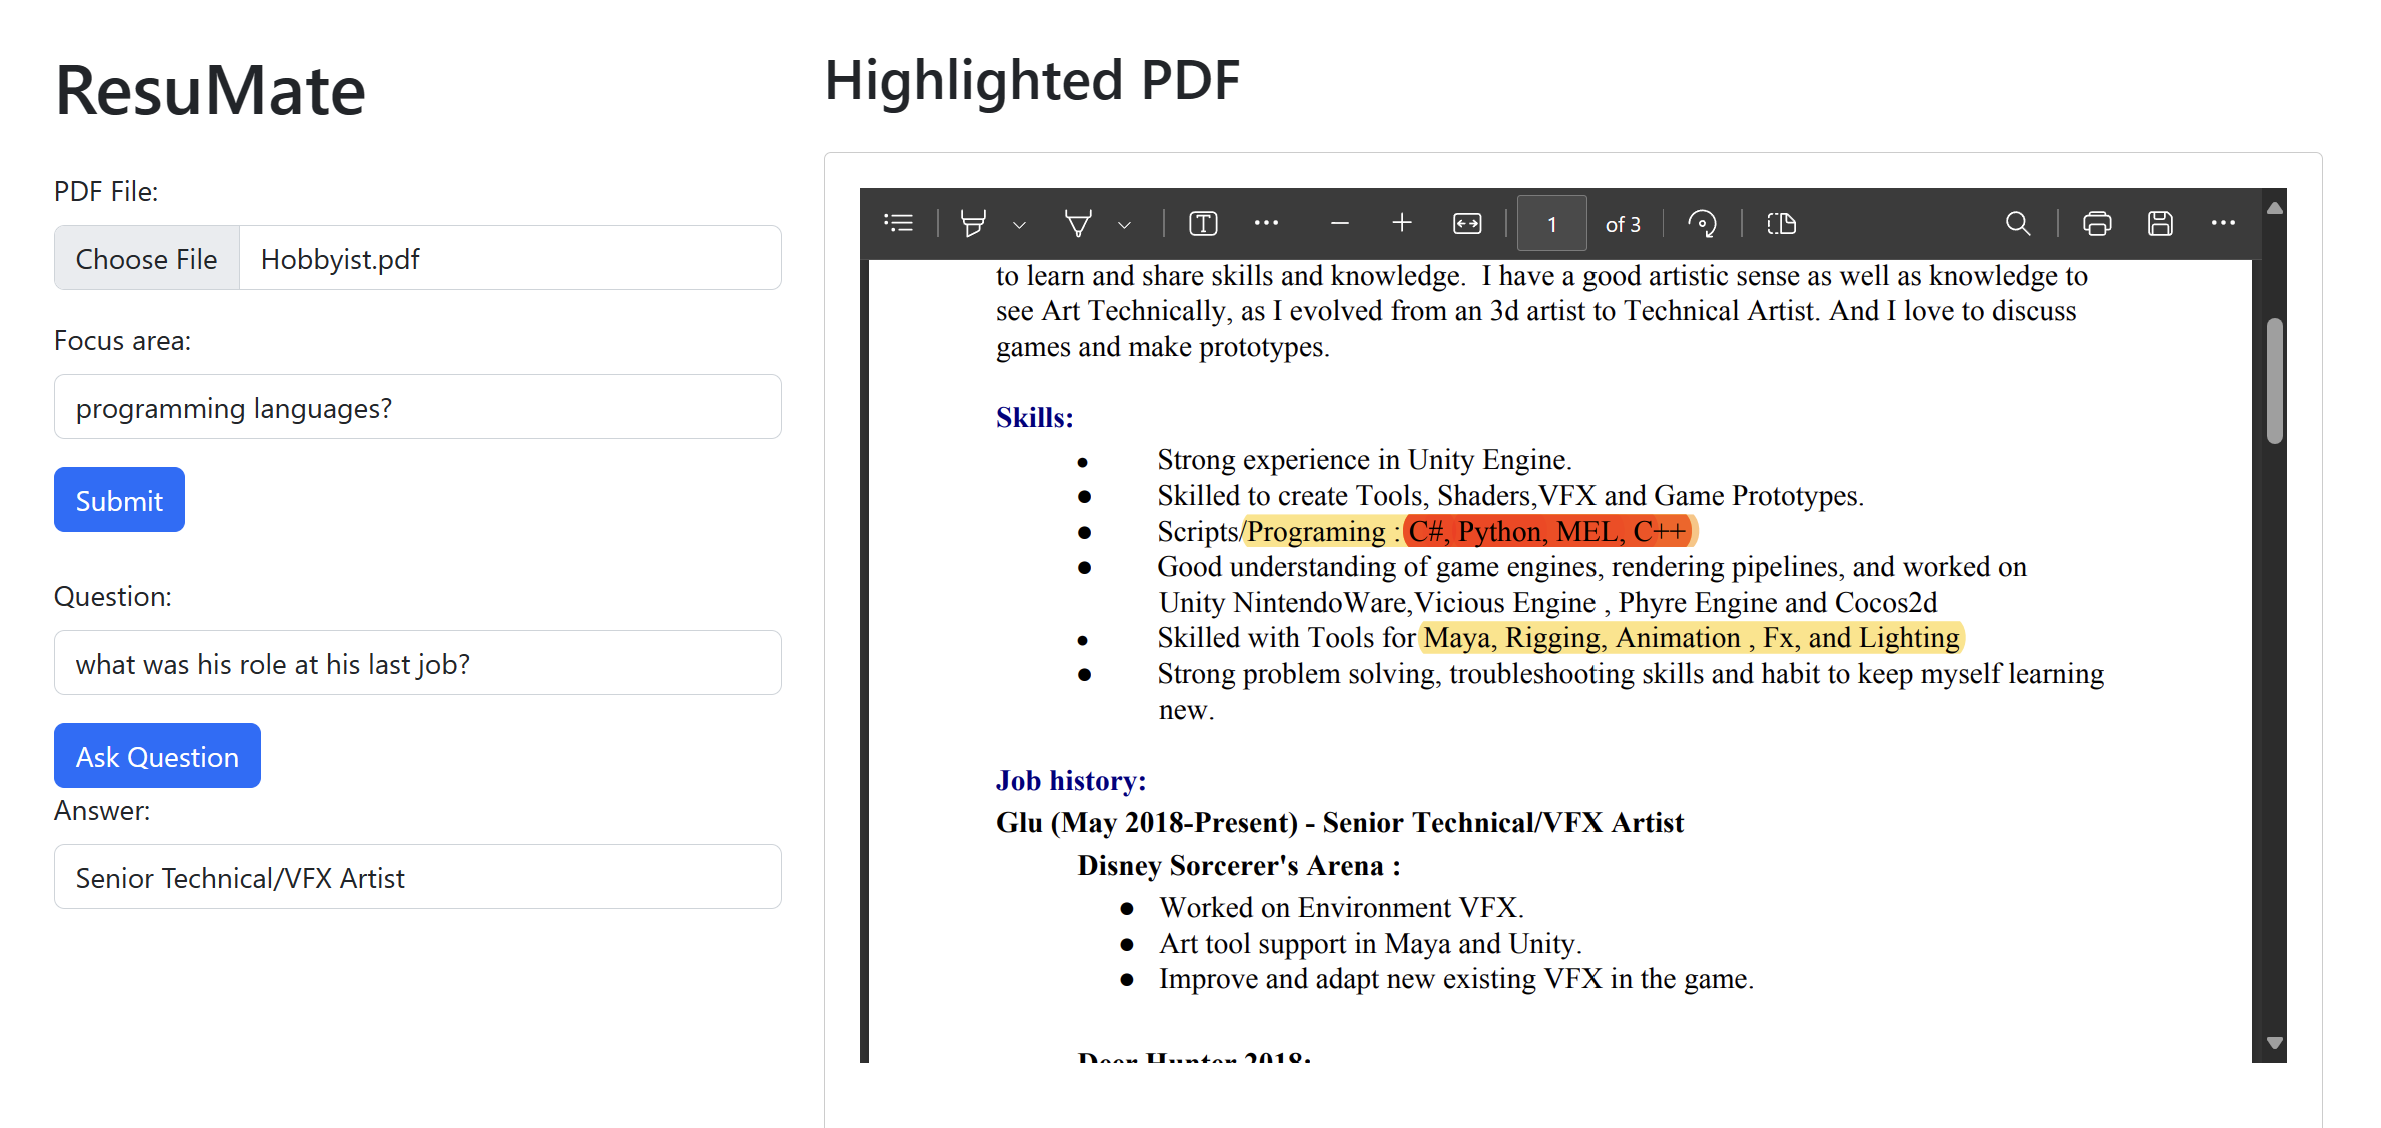 ResuMate
PDF File:
Choose File Hobbyist.pdf
Focus area:
programming languages?
Submit
Question:
what was his role at his last job?
Ask Question
Answer:
Senior Technical/VFX Artist
Highlighted PDF
1 of 3
to learn and share skills and knowledge.  I have a good artistic sense as well as knowledge to
see Art Technically, as I evolved from an 3d artist to Technical Artist. And I love to discuss
games and make prototypes.
Skills:
● Strong experience in Unity Engine.
● Skilled to create Tools, Shaders,VFX and Game Prototypes.
● Scripts/Programing : C#, Python, MEL, C++
● Good understanding of game engines, rendering pipelines, and worked on
Unity NintendoWare,Vicious Engine , Phyre Engine and Cocos2d
● Skilled with Tools for Maya, Rigging, Animation , Fx, and Lighting
● Strong problem solving, troubleshooting skills and habit to keep myself learning
new.
Job history:
Glu (May 2018-Present) - Senior Technical/VFX Artist
Disney Sorcerer's Arena :
● Worked on Environment VFX.
● Art tool support in Maya and Unity.
● Improve and adapt new existing VFX in the game.
Deer Hunter 2018: